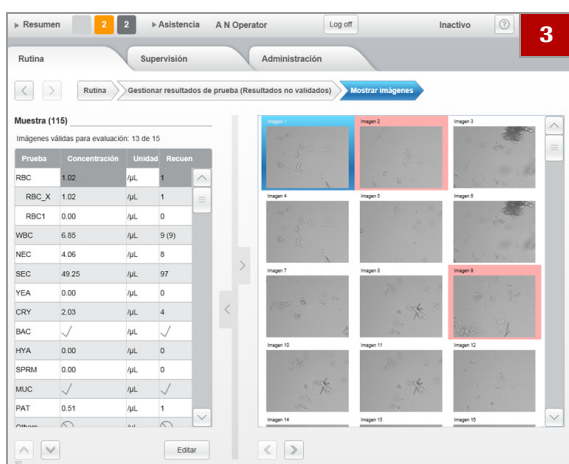 Resumen 2 2 Asistencia A N Operator Log off Inactivo ? 3
Rutina Supervisión Administración
Rutina Gestionar resultados de prueba (Resultados no validados) Mostrar imágenes
Muestra (115)
Imágenes válidas para evaluación: 13 de 15
Prueba Concentración Unidad Recuen
RBC 1.02 /µL 1
RBC_X 1.02 /µL 1
RBC1 0.00 /µL 0
WBC 6.85 /µL 9 (9)
NEC 4.06 /µL 8
SEC 49.25 /µL 97
YEA 0.00 /µL 0
CRY 2.03 /µL 4
BAC
HYA 0.00 /µL 0
SPRM 0.00 /µL 0
MUC /µL
PAT 0.51 /µL 1
Others /µL
Editar
Imagen 1 Imagen 2 Imagen 3
Imagen 4 Imagen 5 Imagen 6
Imagen 7 Imagen 8 Imagen 9
Imagen 10 Imagen 11 Imagen 12
Imagen 14 Imagen 15